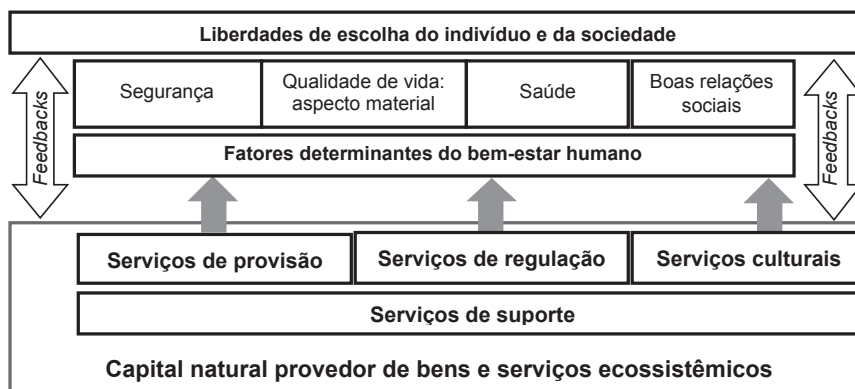 Liberdades de escolha do indivíduo e da sociedade
Feedbacks
Segurança
Qualidade de vida:
aspecto material
Saúde
Boas relações
sociais
Feedbacks
Fatores determinantes do bem-estar humano
Serviços de provisão
Serviços de regulação
Serviços culturais
Serviços de suporte
Capital natural provedor de bens e serviços ecossistêmicos